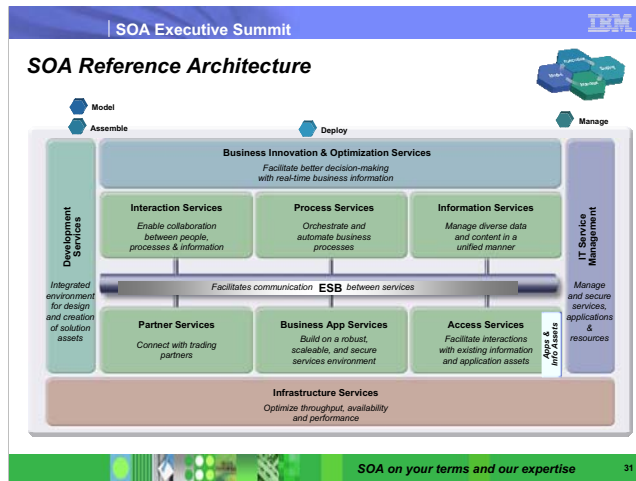 SOA Executive Summit
IBM
SOA Reference Architecture
Model
Assemble
Deploy
Manage
Business Innovation & Optimization Services
Facilitate better decision-making
with real-time business information
Development
Services
Integrated
environment
for design
and creation
of solution
assets
Interaction Services
Enable collaboration
between people,
processes & information
Process Services
Orchestrate and
automate business
processes
Information Services
Manage diverse data
and content in a
unified manner
IT Service
Management
Manage
and secure
services,
applications
&
resources
Facilitates communication ESB between services
Partner Services
Connect with trading
partners
Business App Services
Build on a robust,
scaleable, and secure
services environment
Access Services
Facilitate interactions
with existing information
and application assets
Apps &
Info Assets
Infrastructure Services
Optimize throughput, availability
and performance
SOA on your terms and our expertise
31